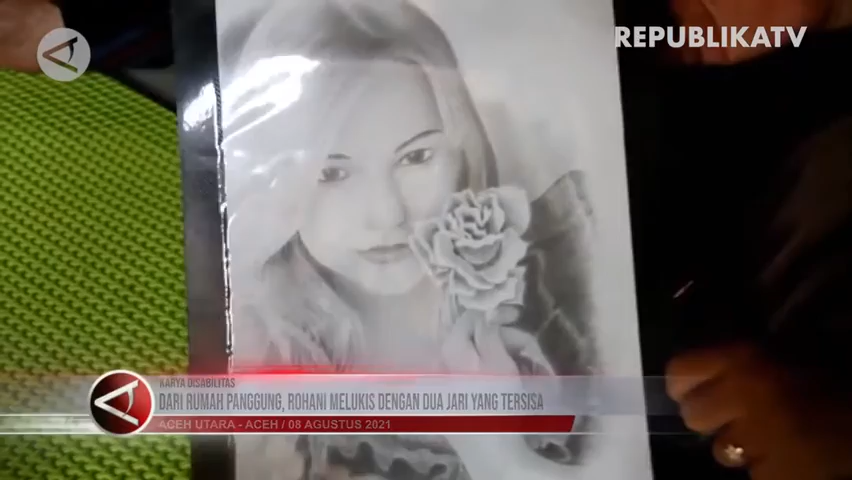 REPUBLIKATV
KARYA DISABILITAS
DARI RUMAH PANGGUNG, ROHANI MELUKIS DENGAN DUA JARI YANG TERSISA
ACEH UTARA - ACEH / 08 AGUSTUS 2021